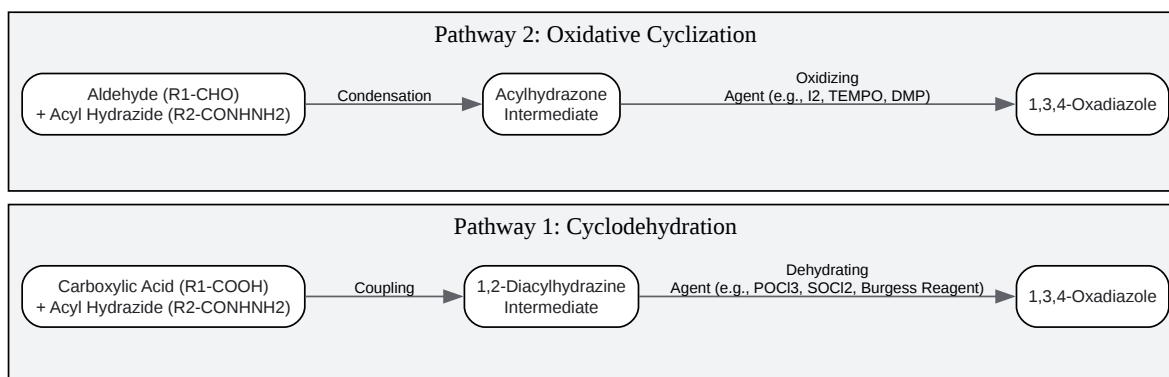 Pathway 2: Oxidative Cyclization
Aldehyde (R1-CHO)
+ Acyl Hydrazide (R2-CONHNH2)
Condensation
Acylhydrazone
Intermediate
Oxidizing
Agent (e.g., I2, TEMPO, DMP)
1,3,4-Oxadiazole
Pathway 1: Cyclodehydration
Carboxylic Acid (R1-COOH)
+ Acyl Hydrazide (R2-CONHNH2)
Coupling
1,2-Diacylhydrazine
Intermediate
Dehydrating
Agent (e.g., POCl3, SOCl2, Burgess Reagent)
1,3,4-Oxadiazole